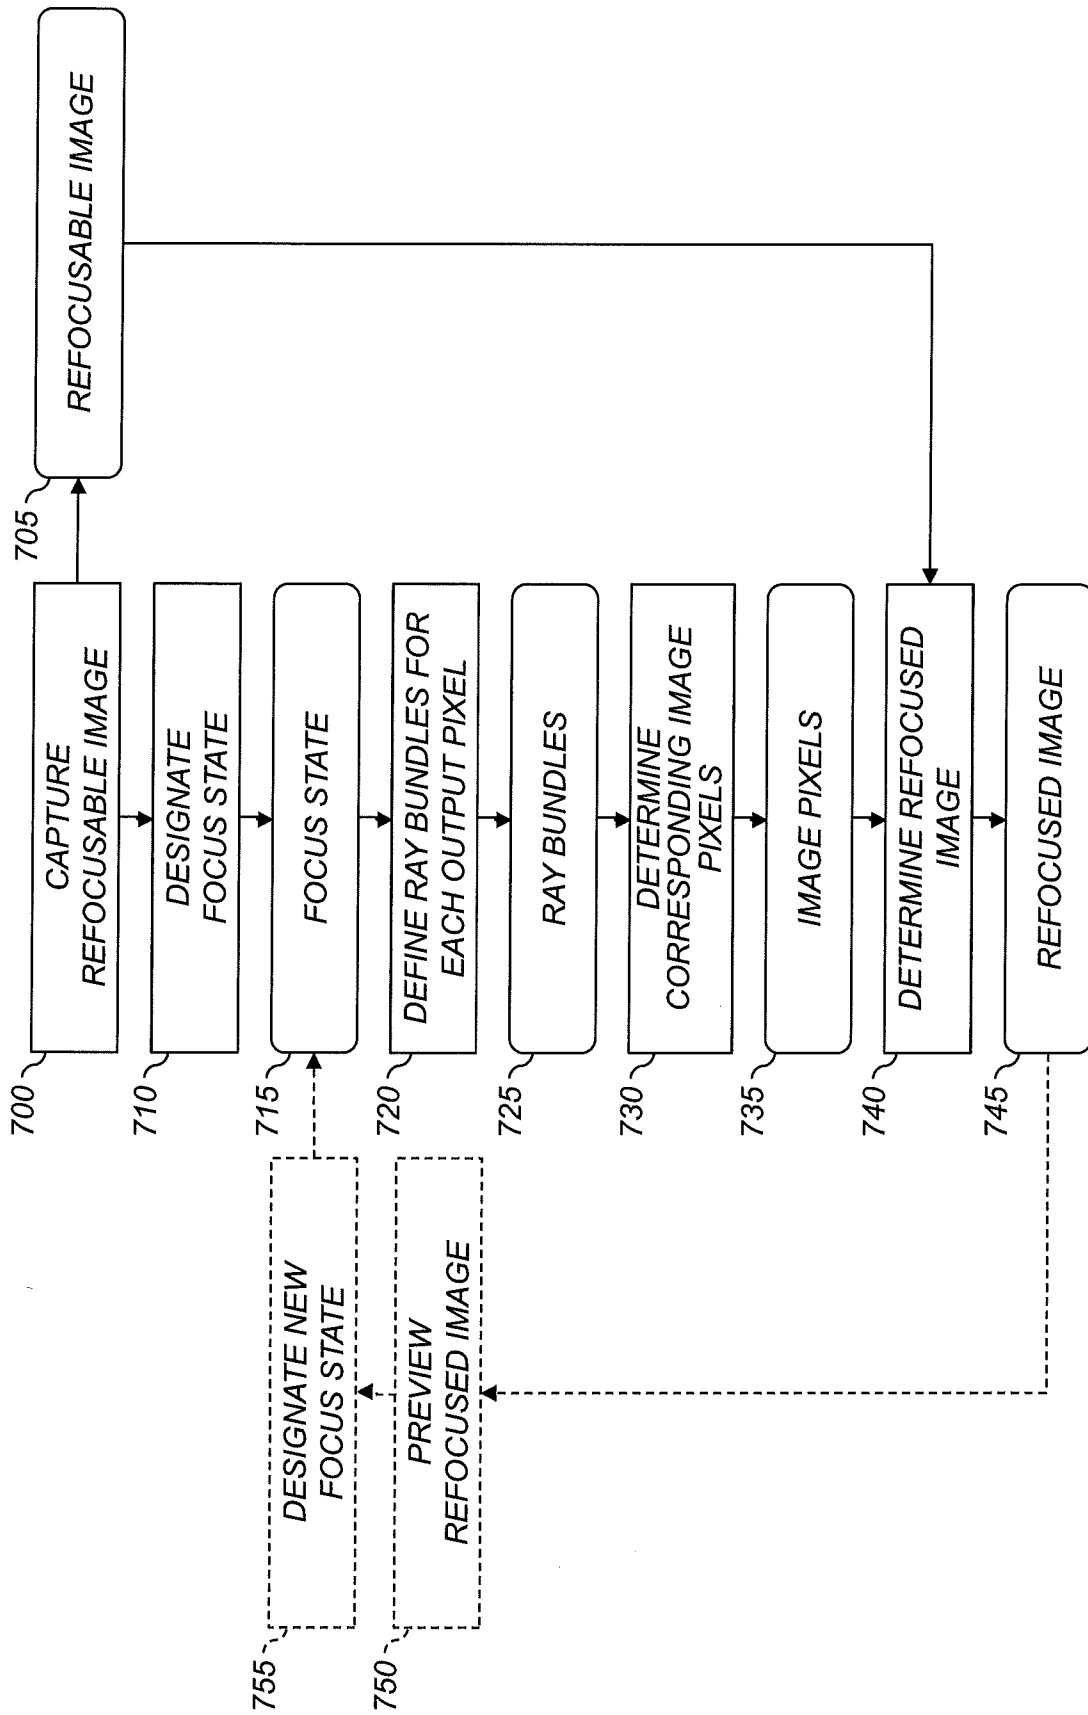 700
CAPTURE
REFOCUSABLE IMAGE
705
REFOCUSABLE IMAGE
710
DESIGNATE
FOCUS STATE
715
FOCUS STATE
720
DEFINE RAY BUNDLES FOR
EACH OUTPUT PIXEL
725
RAY BUNDLES
730
DETERMINE
CORRESPONDING IMAGE
PIXELS
735
IMAGE PIXELS
740
DETERMINE REFOCUSED
IMAGE
745
REFOCUSED IMAGE
755
DESIGNATE NEW
FOCUS STATE
750
PREVIEW
REFOCUSED IMAGE